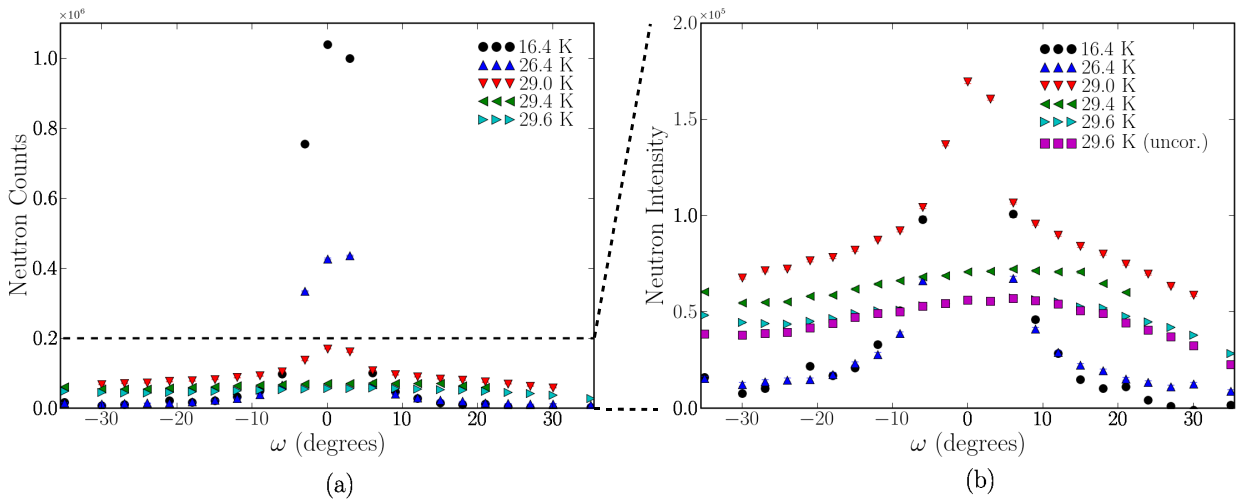 ×10⁶
1.0
0.8
0.6
0.4
0.2
0.0
−30
−20
−10
0
10
20
30
Neutron Counts
ω (degrees)
16.4 K
26.4 K
29.0 K
29.4 K
29.6 K
(a)
×10⁵
2.0
1.5
1.0
0.5
0.0
−30
−20
−10
0
10
20
30
Neutron Intensity
ω (degrees)
16.4 K
26.4 K
29.0 K
29.4 K
29.6 K
29.6 K (uncor.)
(b)